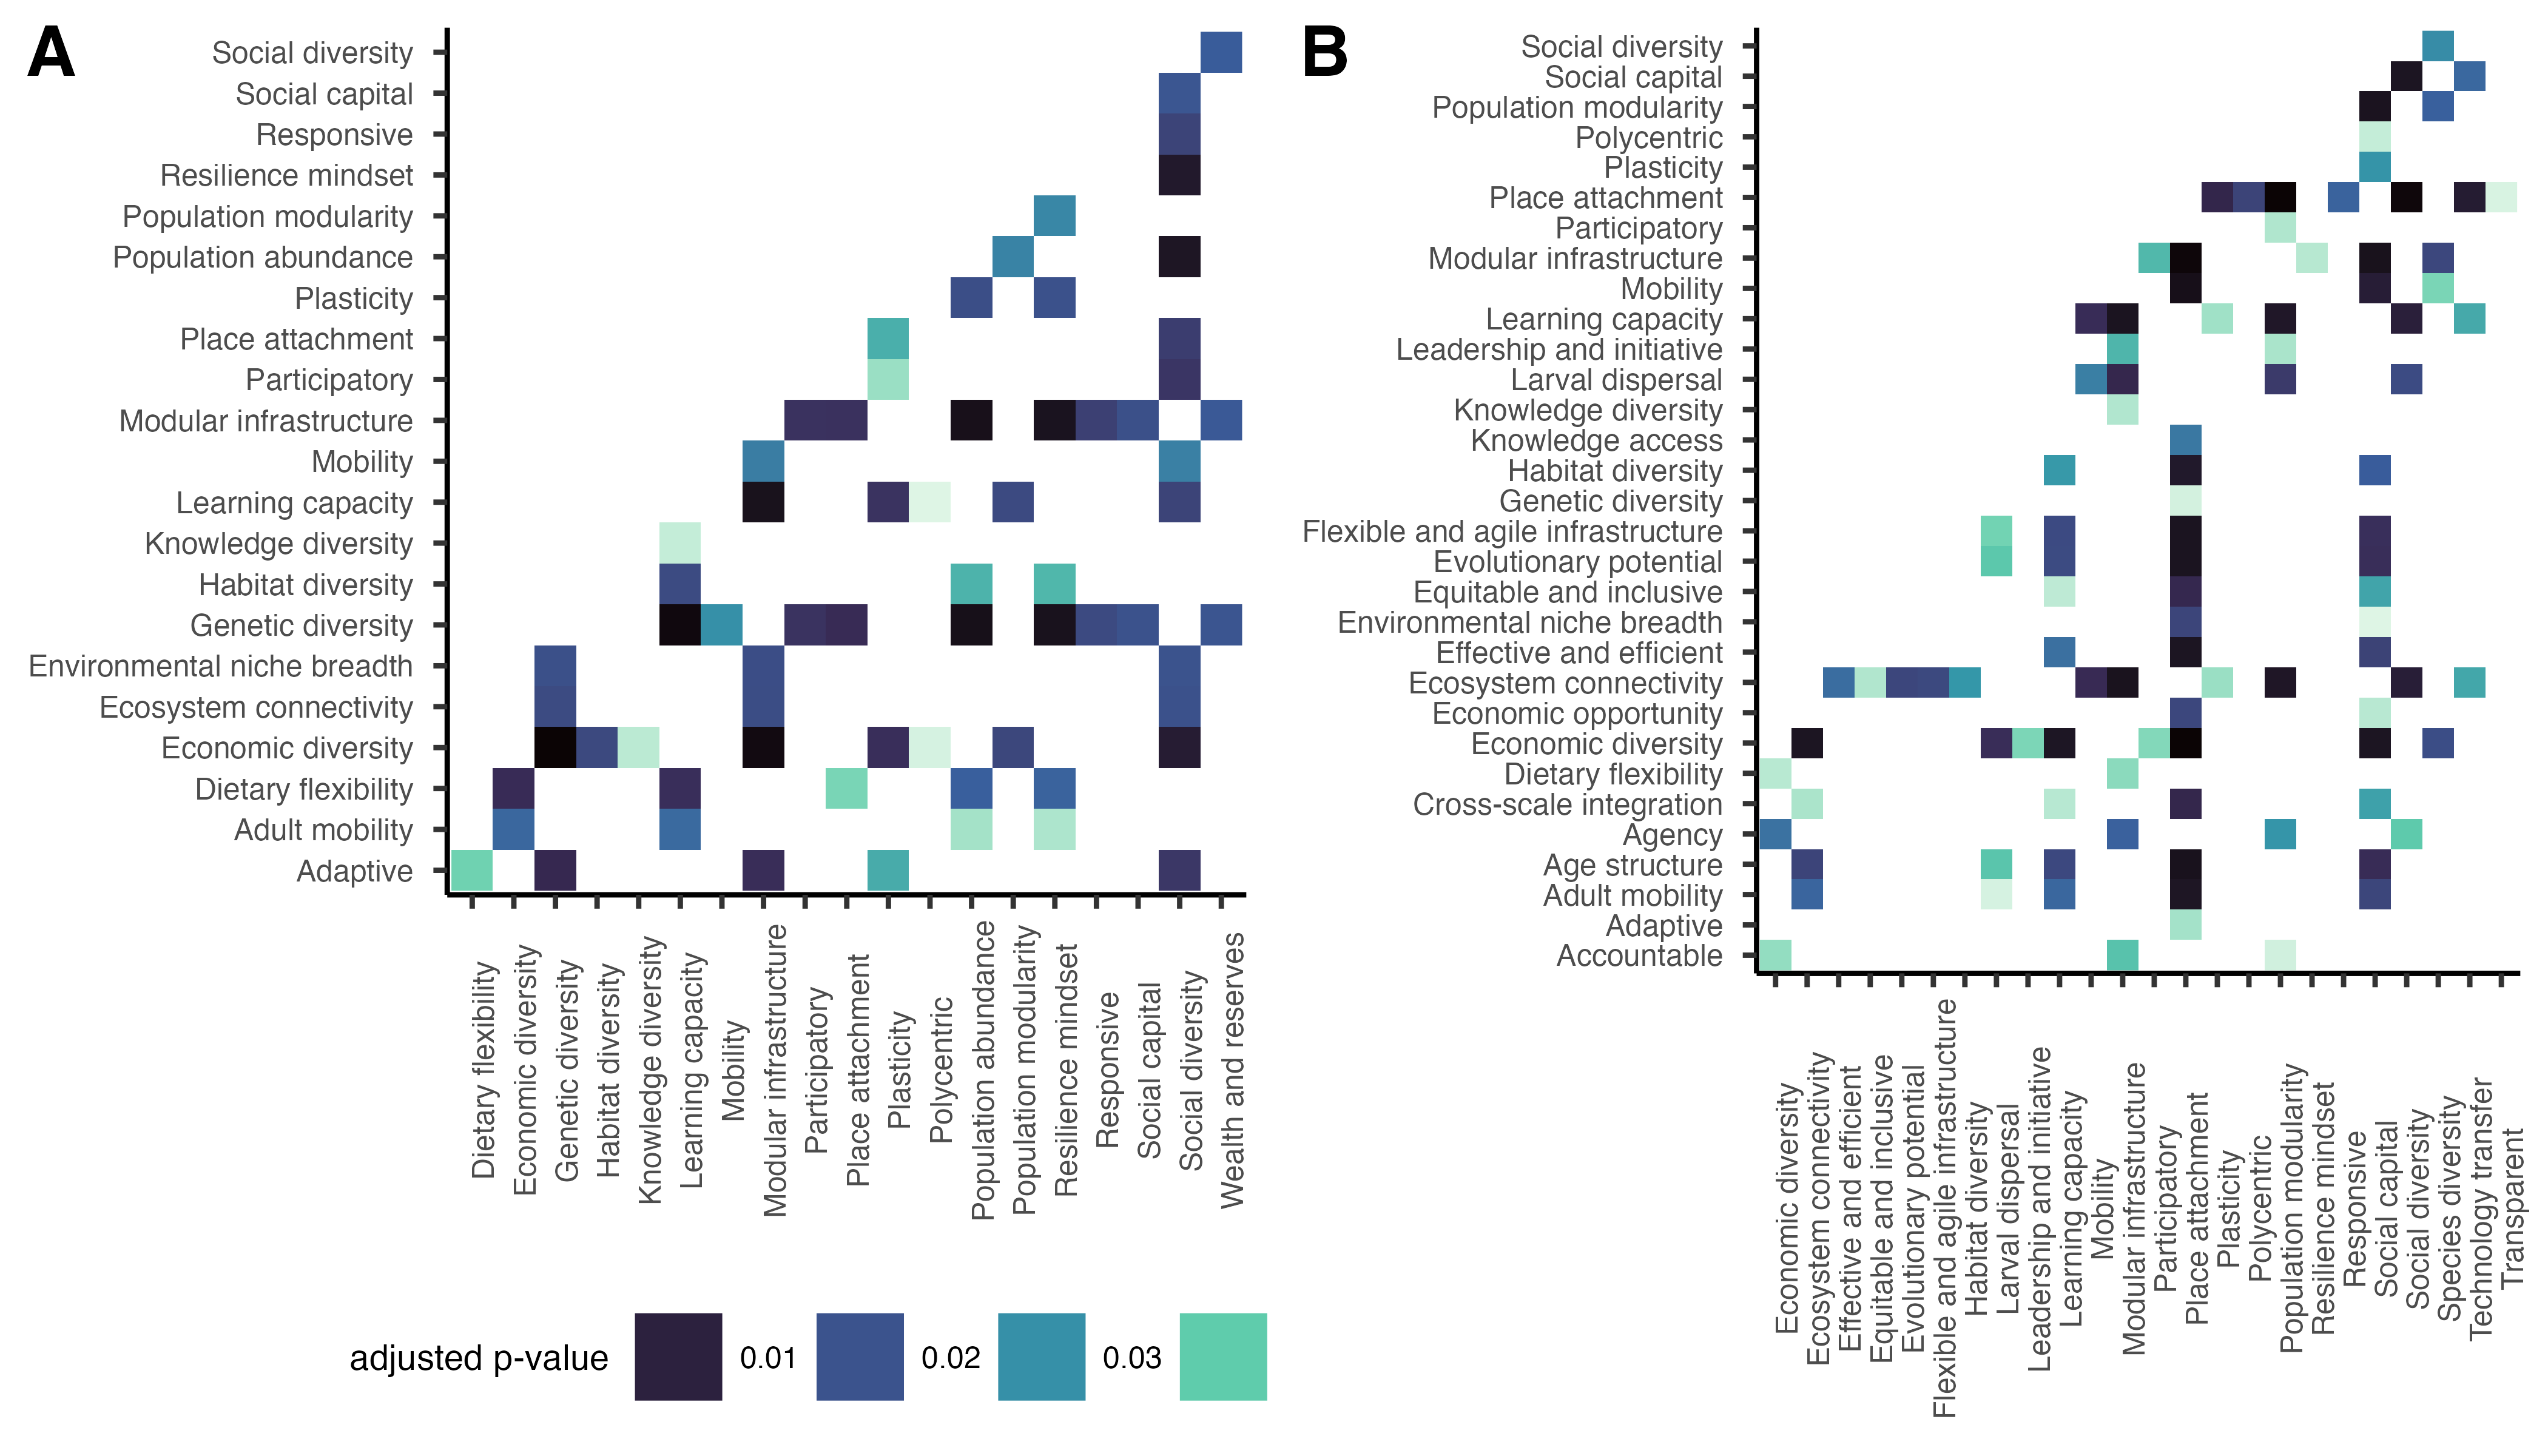 A
Social diversity
Social capital
Responsive
Resilience mindset
Population modularity
Population abundance
Plasticity
Place attachment
Participatory
Modular infrastructure
Mobility
Learning capacity
Knowledge diversity
Habitat diversity
Genetic diversity
Environmental niche breadth
Ecosystem connectivity
Economic diversity
Dietary flexibility
Adult mobility
Adaptive
Dietary flexibility
Economic diversity
Genetic diversity
Habitat diversity
Knowledge diversity
Learning capacity
Mobility
Modular infrastructure
Participatory
Place attachment
Plasticity
Polycentric
Population abundance
Population modularity
Resilience mindset
Responsive
Social capital
Social diversity
Wealth and reserves
B
Social diversity
Social capital
Population modularity
Polycentric
Plasticity
Place attachment
Participatory
Modular infrastructure
Mobility
Learning capacity
Leadership and initiative
Larval dispersal
Knowledge diversity
Knowledge access
Habitat diversity
Genetic diversity
Flexible and agile infrastructure
Evolutionary potential
Equitable and inclusive
Environmental niche breadth
Effective and efficient
Ecosystem connectivity
Economic opportunity
Economic diversity
Dietary flexibility
Cross-scale integration
Agency
Age structure
Adult mobility
Adaptive
Accountable
Economic diversity
Ecosystem connectivity
Effective and efficient
Equitable and inclusive
Evolutionary potential
Flexible and agile infrastructure
Habitat diversity
Larval dispersal
Leadership and initiative
Learning capacity
Mobility
Modular infrastructure
Participatory
Place attachment
Plasticity
Polycentric
Population modularity
Resilience mindset
Responsive
Social capital
Social diversity
Species diversity
Technology transfer
Transparent
adjusted p-value 0.01 0.02 0.03